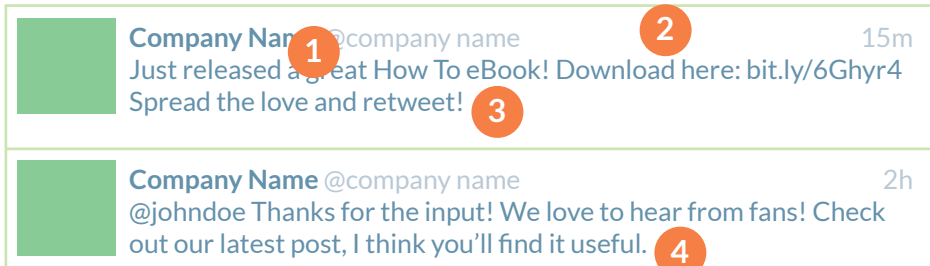 Company Name @company name 15m
Just released a great How To eBook! Download here: bit.ly/6Ghyr4
Spread the love and retweet!
1
2
3
Company Name @company name 2h
@johndoe Thanks for the input! We love to hear from fans! Check
out our latest post, I think you’ll find it useful.
4